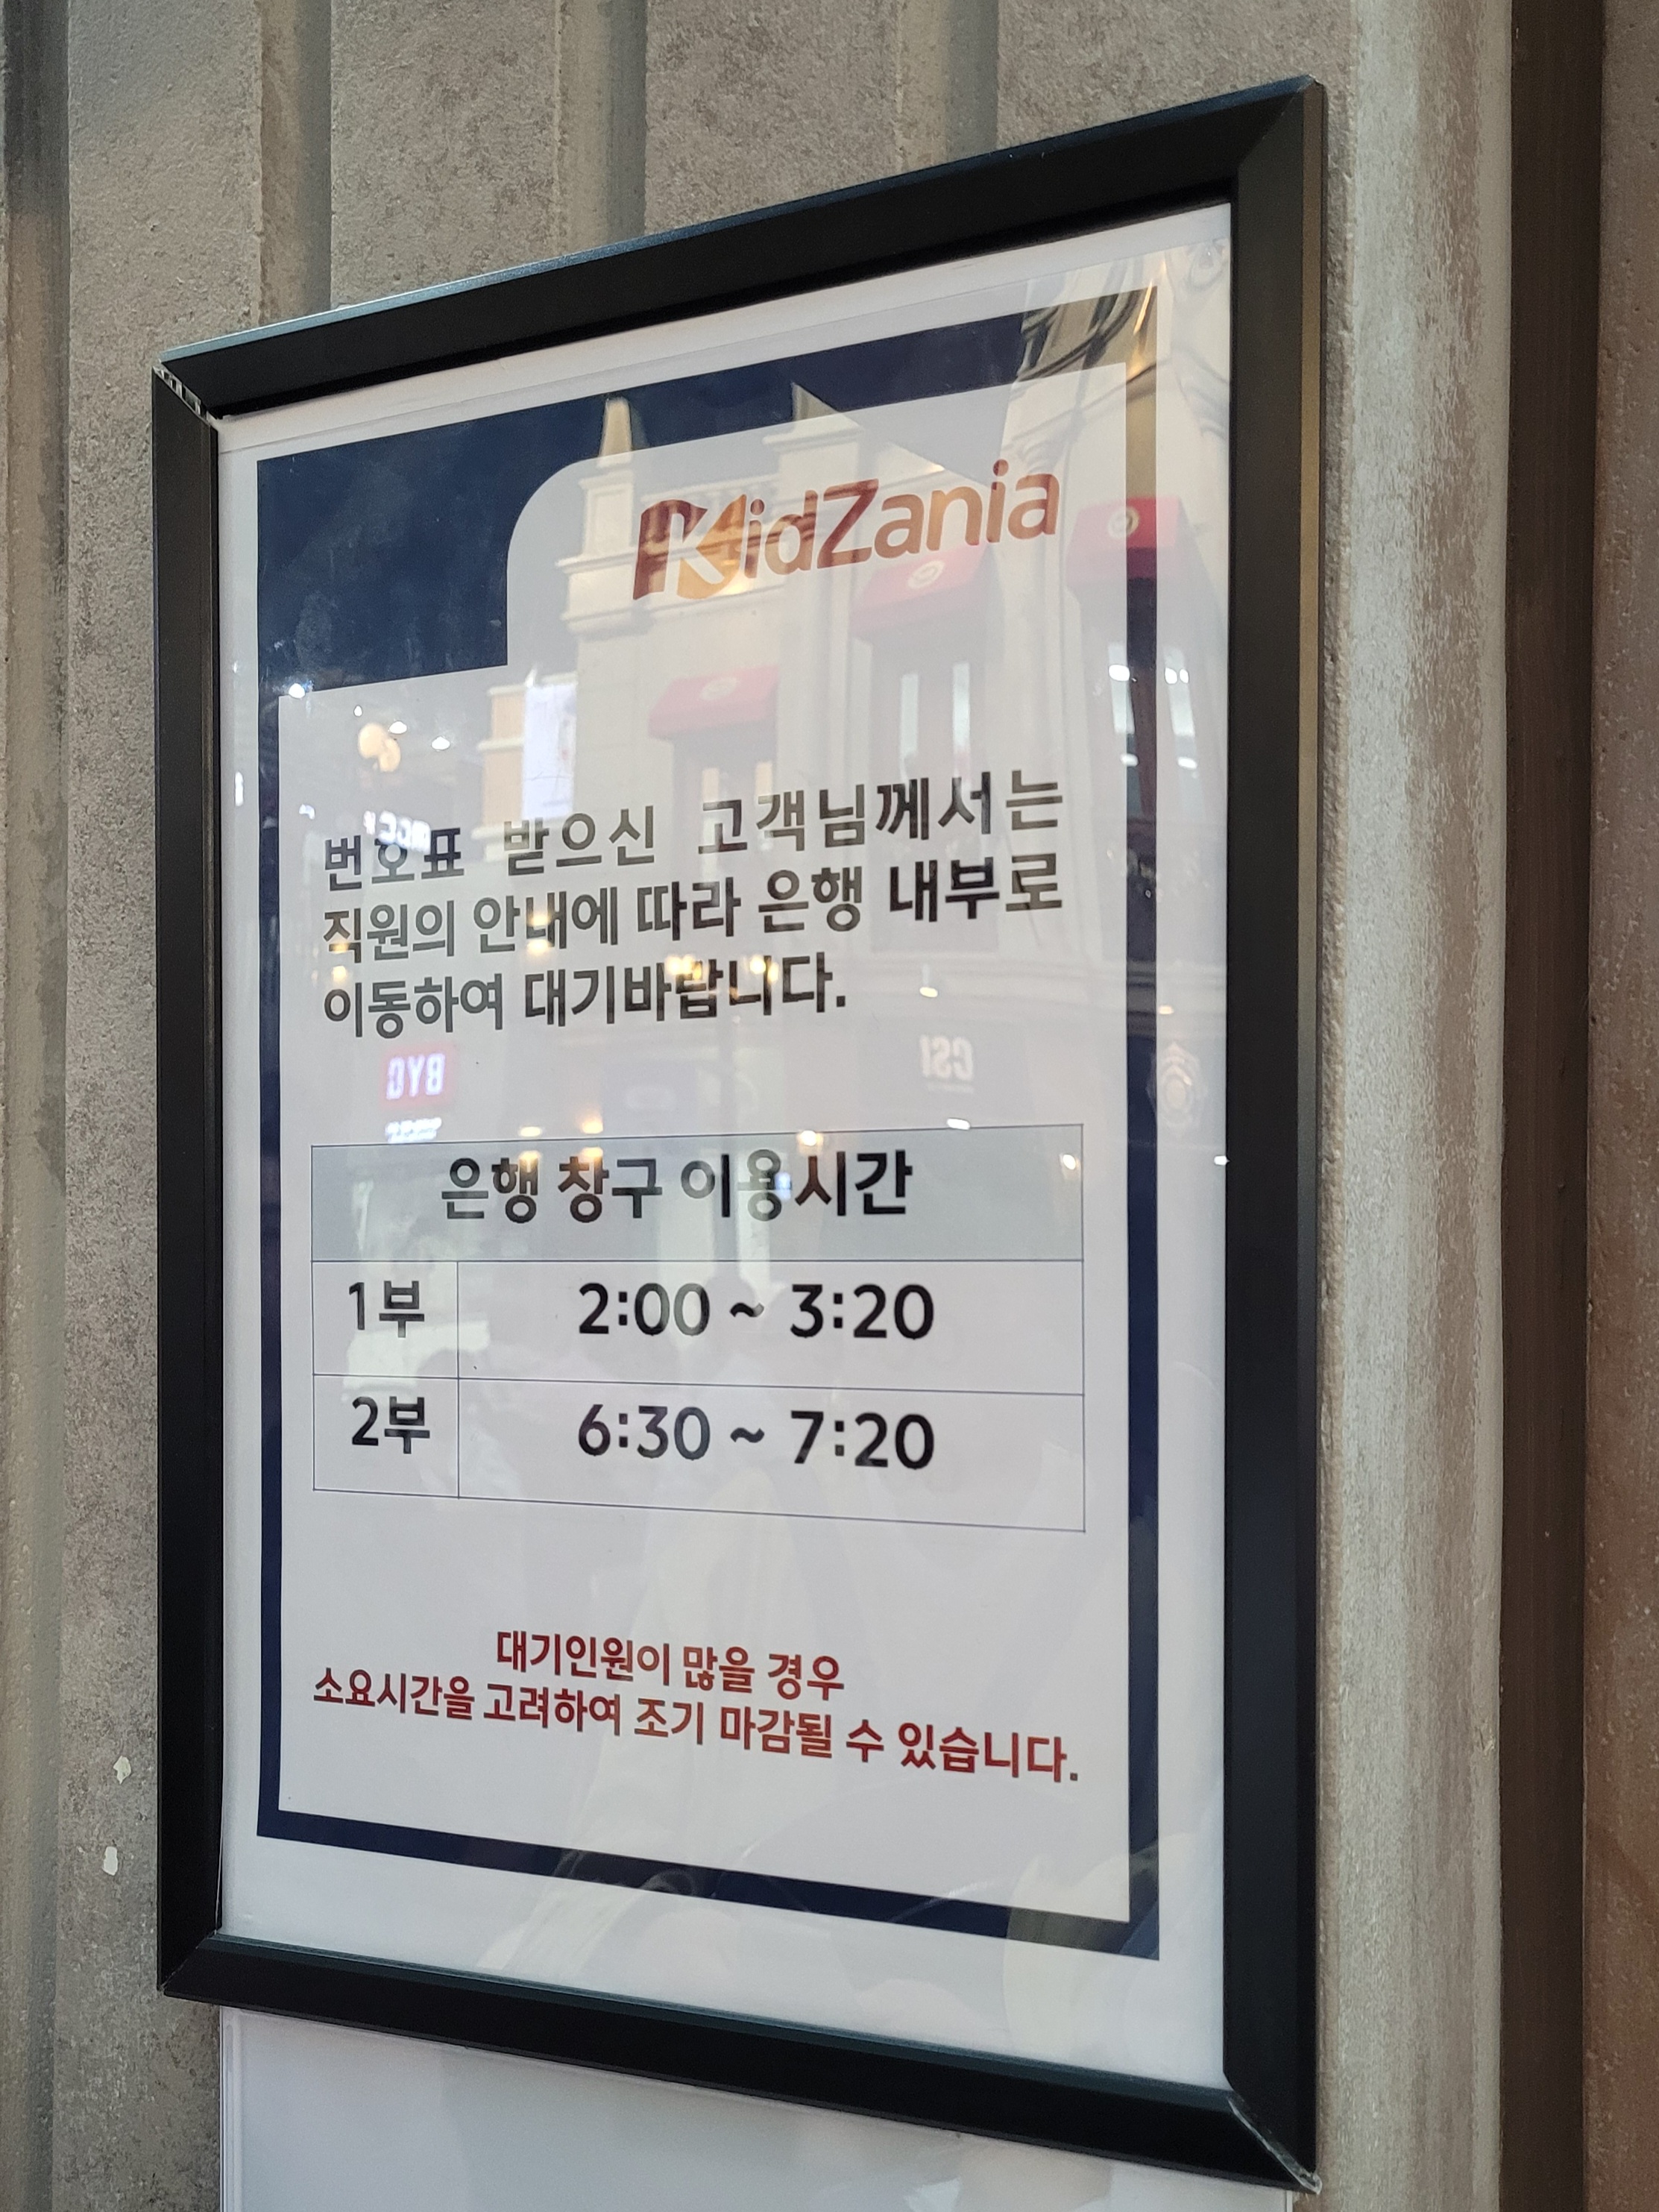 KidZania
번호표 받으신 고객님께서는
직원의 안내에 따라 은행 내부로
이동하여 대기바랍니다.
은행 창구 이용시간
1부 2:00 ~ 3:20
2부 6:30 ~ 7:20
대기인원이 많을 경우
소요시간을 고려하여 조기 마감될 수 있습니다.